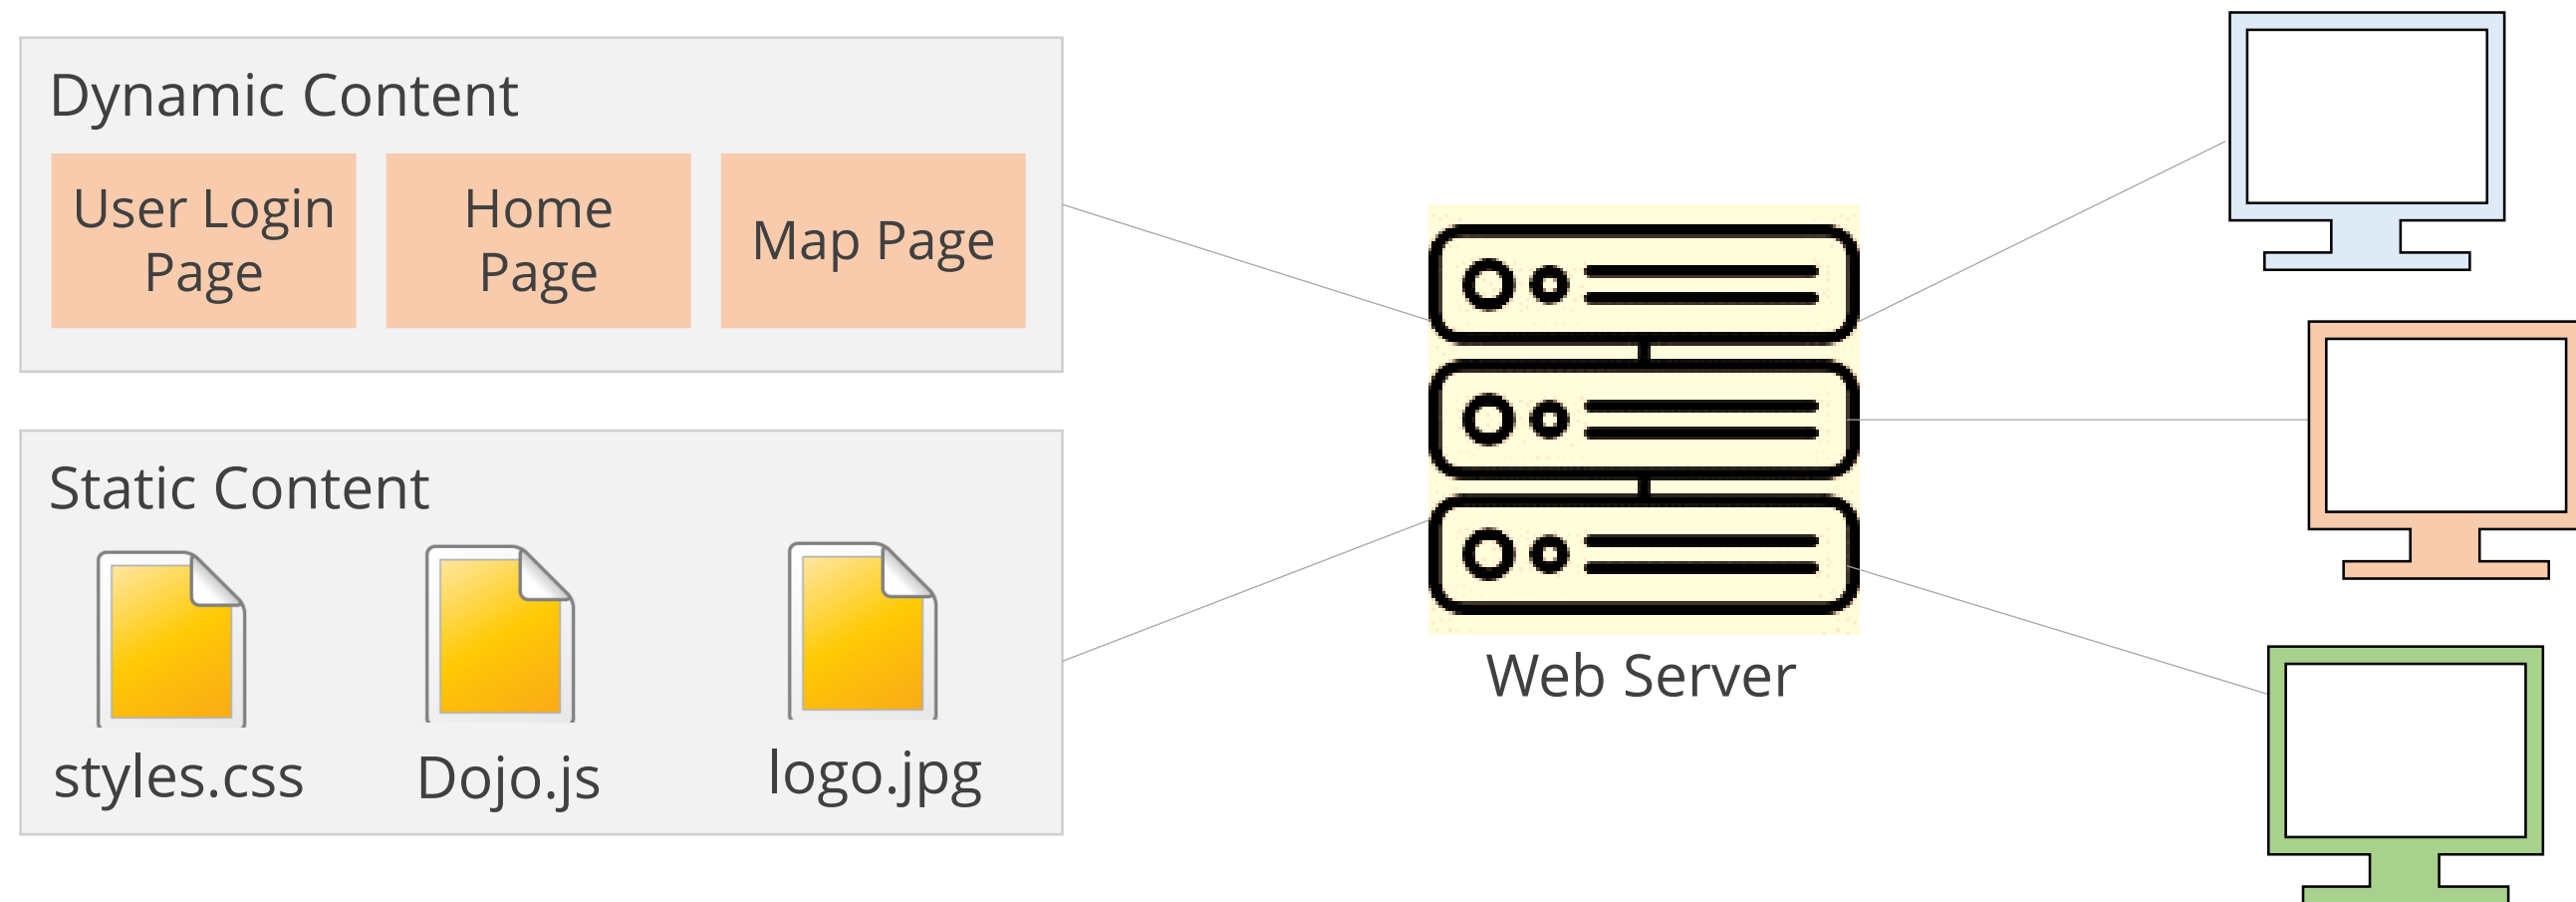 Dynamic Content
User Login
Page
Home
Page
Map Page
Static Content
styles.css
Dojo.js
logo.jpg
Web Server